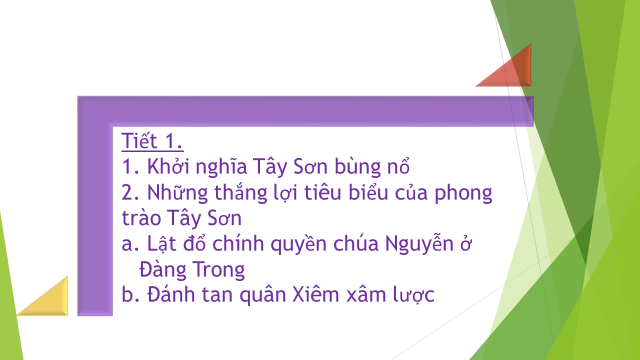 Tiết 1.
1. Khởi nghĩa Tây Sơn bùng nổ
2. Những thắng lợi tiêu biểu của phong
trào Tây Sơn
a. Lật đổ chính quyền chúa Nguyễn ở
Đàng Trong
b. Đánh tan quân Xiêm xâm lược